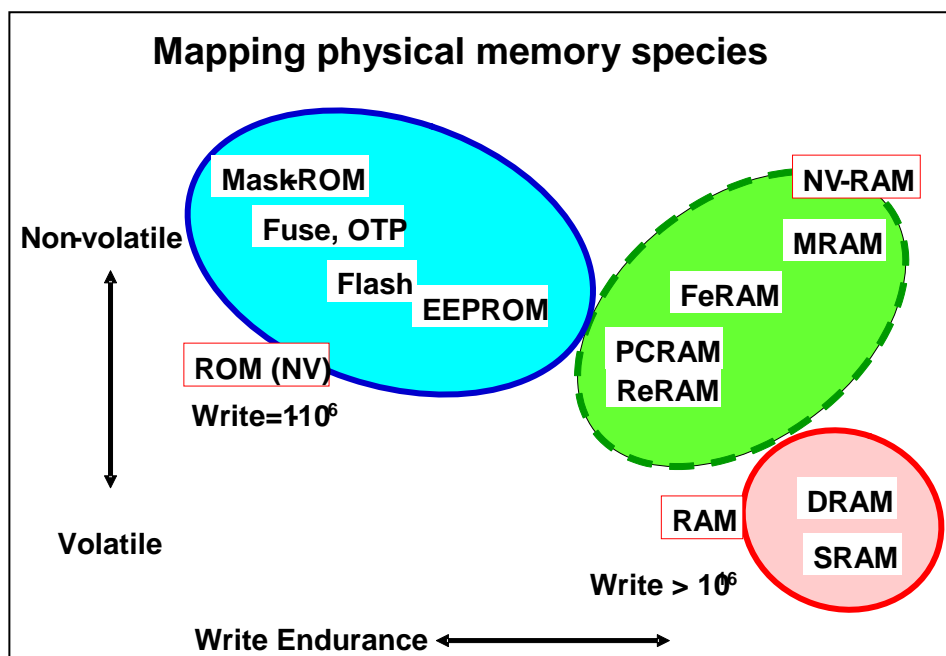 Mapping physical memory species
Mask-ROM
NV-RAM
Fuse, OTP
Non-volatile
MRAM
Flash
FeRAM
EEPROM
PCRAM
ROM (NV)
ReRAM
Write=1-10⁶
DRAM
RAM
Volatile
SRAM
Write > 10¹⁶
Write Endurance